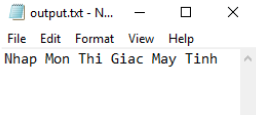 output.txt - N...
File Edit Format View Help
Nhap Mon Thi Giac May Tinh